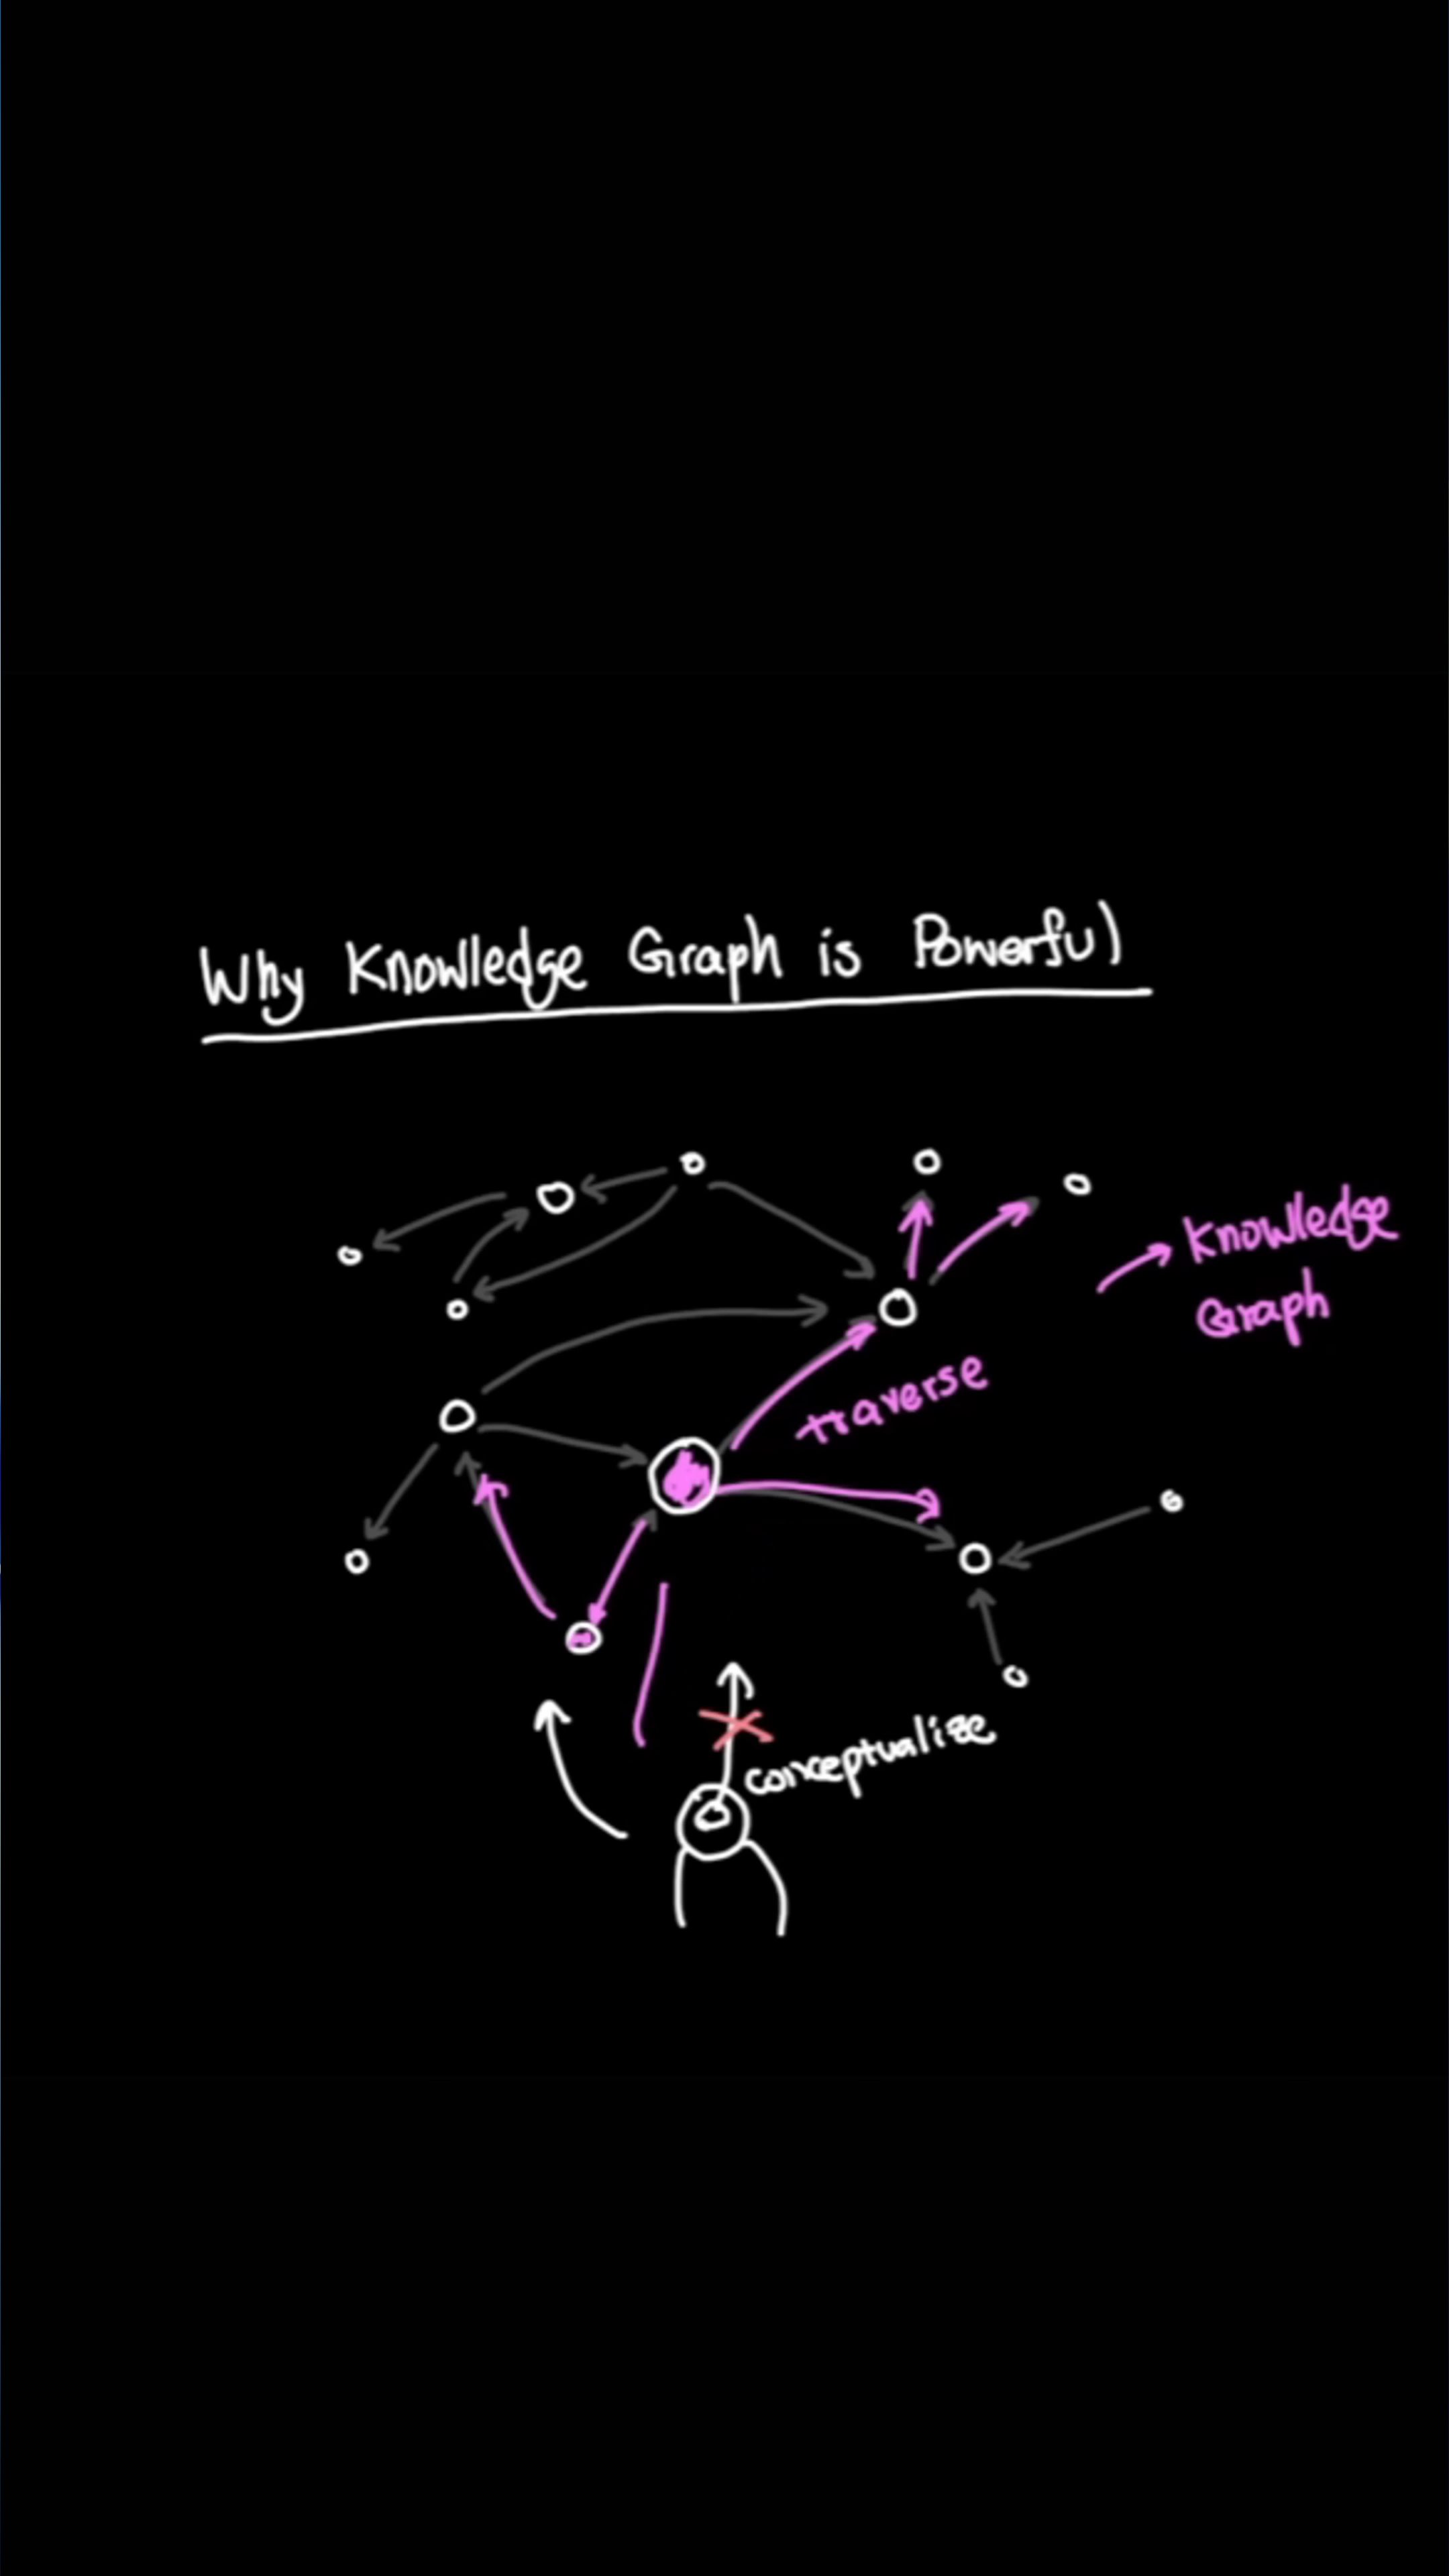 Why Knowledge Graph is Powerful
Knowledge
Graph
traverse
conceptualize